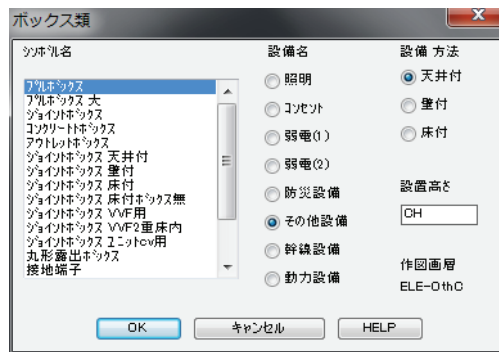 ボックス類
シンボル名
プルボックス
プルボックス 大
ジョイントボックス
コンクリートボックス
アウトレットボックス
ジョイントボックス 天井付
ジョイントボックス 壁付
ジョイントボックス 床付
ジョイントボックス 床付ボックス無
ジョイントボックス VVF用
ジョイントボックス VVF2重床内
ジョイントボックス ユニットcv用
丸形露出ボックス
接地端子
設備名
照明
コンセント
弱電(1)
弱電(2)
防災設備
その他設備
幹線設備
動力設備
設備 方法
天井付
壁付
床付
設置高さ
CH
作図画層
ELE-OthC
OK
キャンセル
HELP